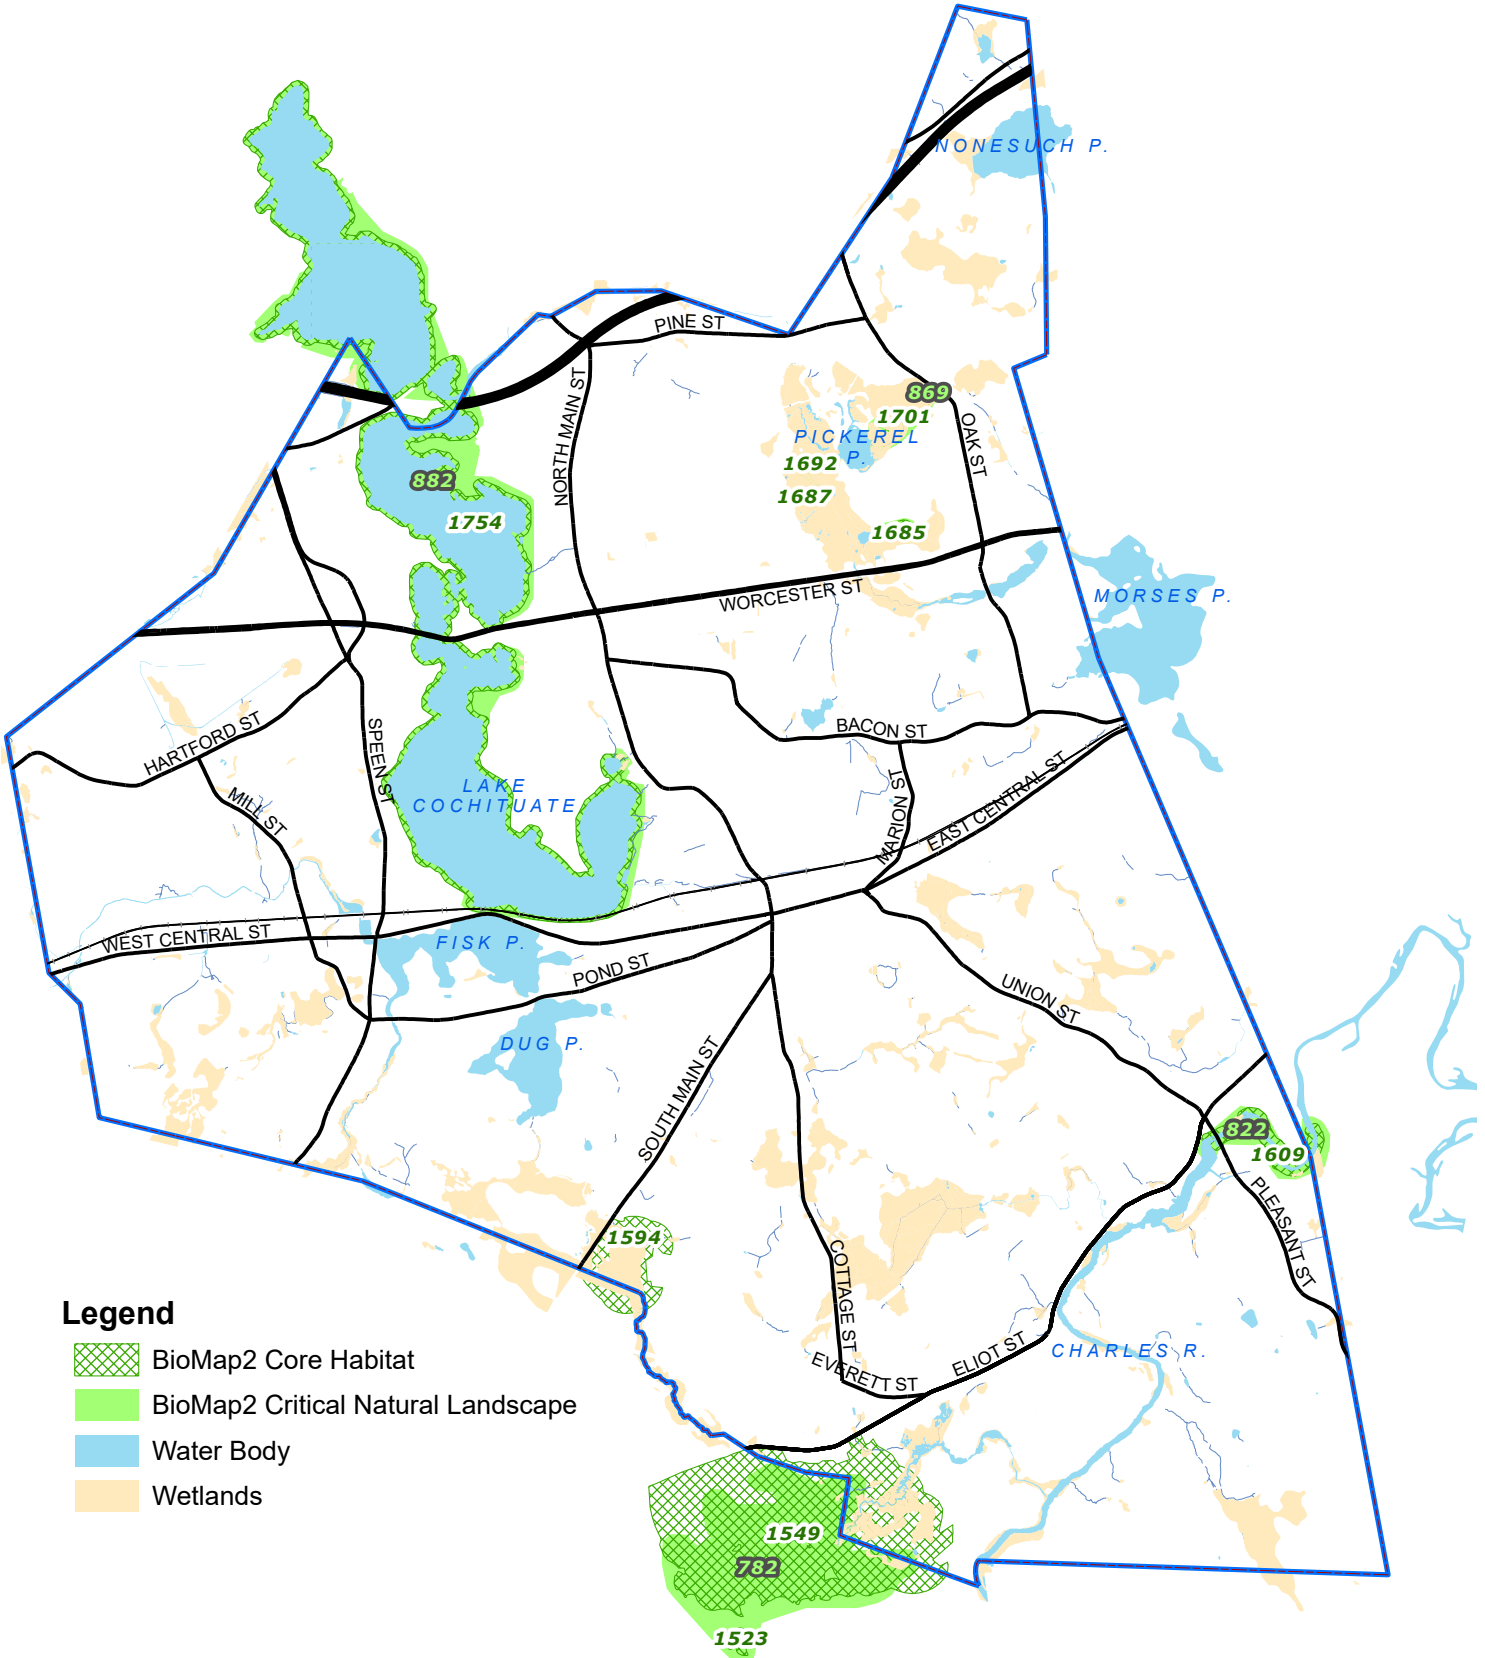 NONESUCH P.
PINE ST
NORTH MAIN ST
869
1701
PICKEREL
P.
OAK ST
1692
882
1687
1754
1685
WORCESTER ST
MORSES P.
HARTFORD ST
SPEEN ST
BACON ST
LAKE
COCHITUATE
MILL ST
MARION ST
EAST CENTRAL ST
WEST CENTRAL ST
FISK P.
POND ST
UNION ST
DUG P.
SOUTH MAIN ST
822
1609
PLEASANT ST
1594
COTTAGE ST
Legend
BioMap2 Core Habitat
BioMap2 Critical Natural Landscape
Water Body
Wetlands
EVERETT ST
ELIOT ST
CHARLES R.
1549
782
1523